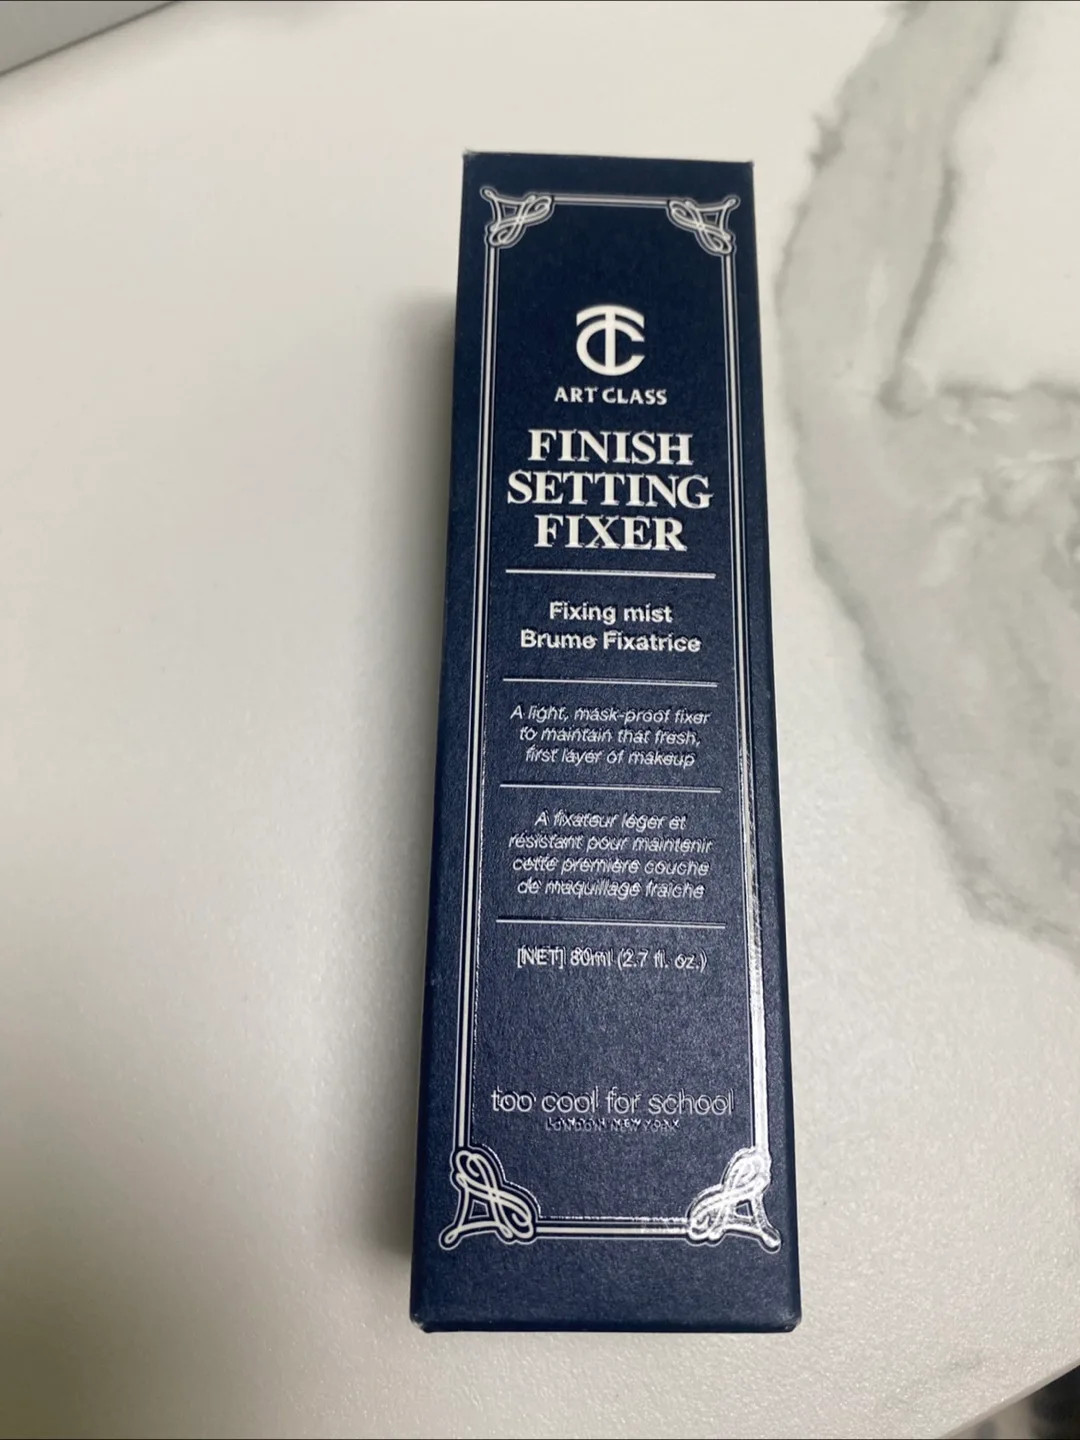 TC
ART CLASS
FINISH
SETTING
FIXER
Fixing mist
Brume Fixatrice
A light, mask-proof fixer
to maintain that fresh,
first layer of makeup
A fixateur léger et
résistant pour maintenir
cette première couche
de maquillage fraîche
[NET] 80ml (2.7 fl. oz.)
too cool for school
LONDON NEW YORK